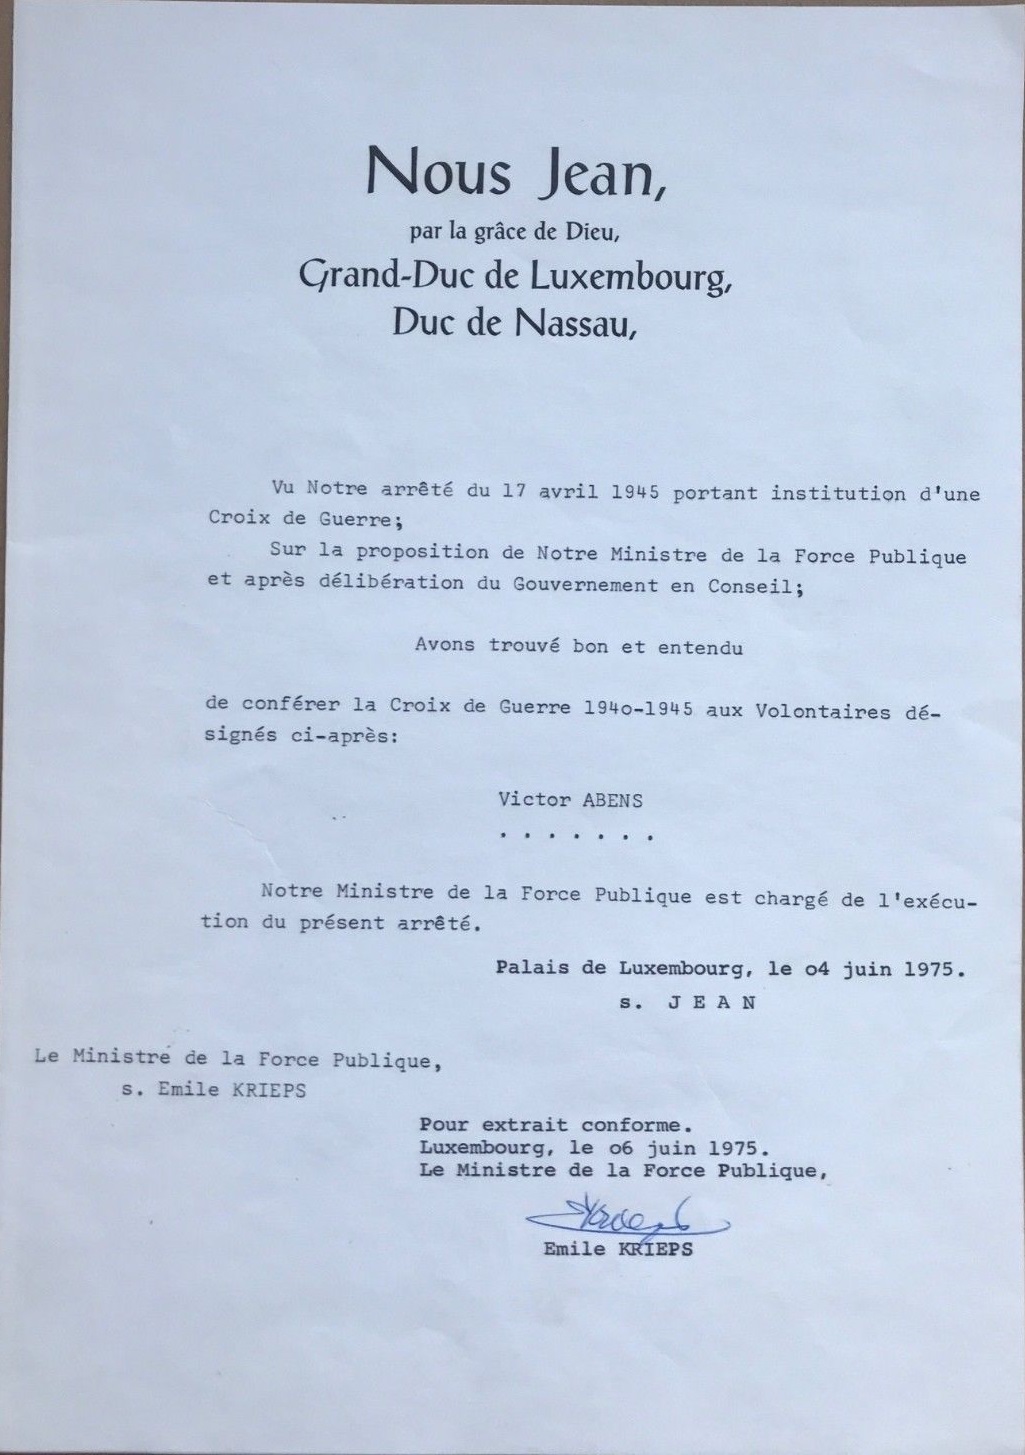 Nous Jean,
par la grâce de Dieu,
Grand-Duc de Luxembourg,
Duc de Nassau,
Vu Notre arrêté du 17 avril 1945 portant institution d'une
Croix de Guerre;
Sur la proposition de Notre Ministre de la Force Publique
et après délibération du Gouvernement en Conseil;
Avons trouvé bon et entendu
de conférer la Croix de Guerre 194o-1945 aux Volontaires dé-
signés ci-après:
Victor ABENS
. . . . . . .
Notre Ministre de la Force Publique est chargé de l'exécu-
tion du présent arrêté.
Palais de Luxembourg, le o4 juin 1975.
s. J E A N
Le Ministre de la Force Publique,
s. Emile KRIEPS
Pour extrait conforme.
Luxembourg, le o6 juin 1975.
Le Ministre de la Force Publique,
Emile KRIEPS